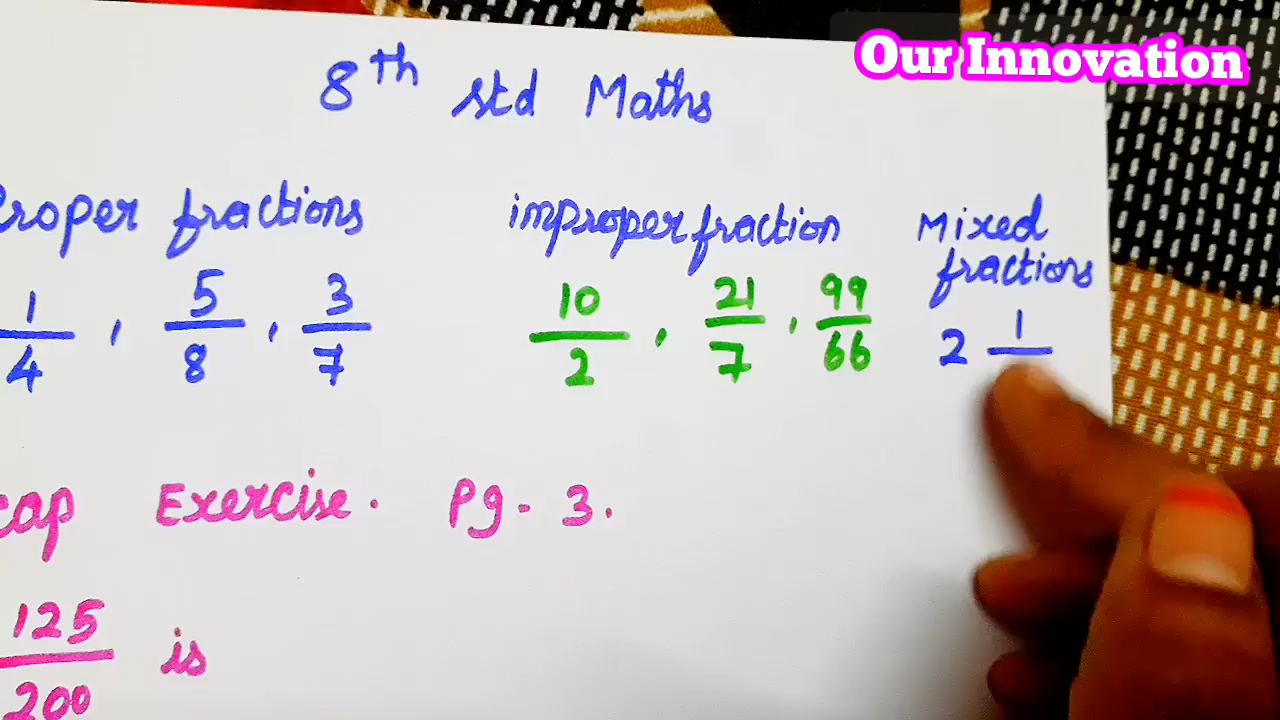 Our Innovation
8th std Maths
roper fractions
improper fraction
Mixed
fractions
1/4 , 5/8 , 3/7
10/2 , 21/7 , 99/66
2 1/
cap Exercise. Pg. 3.
125/200 is